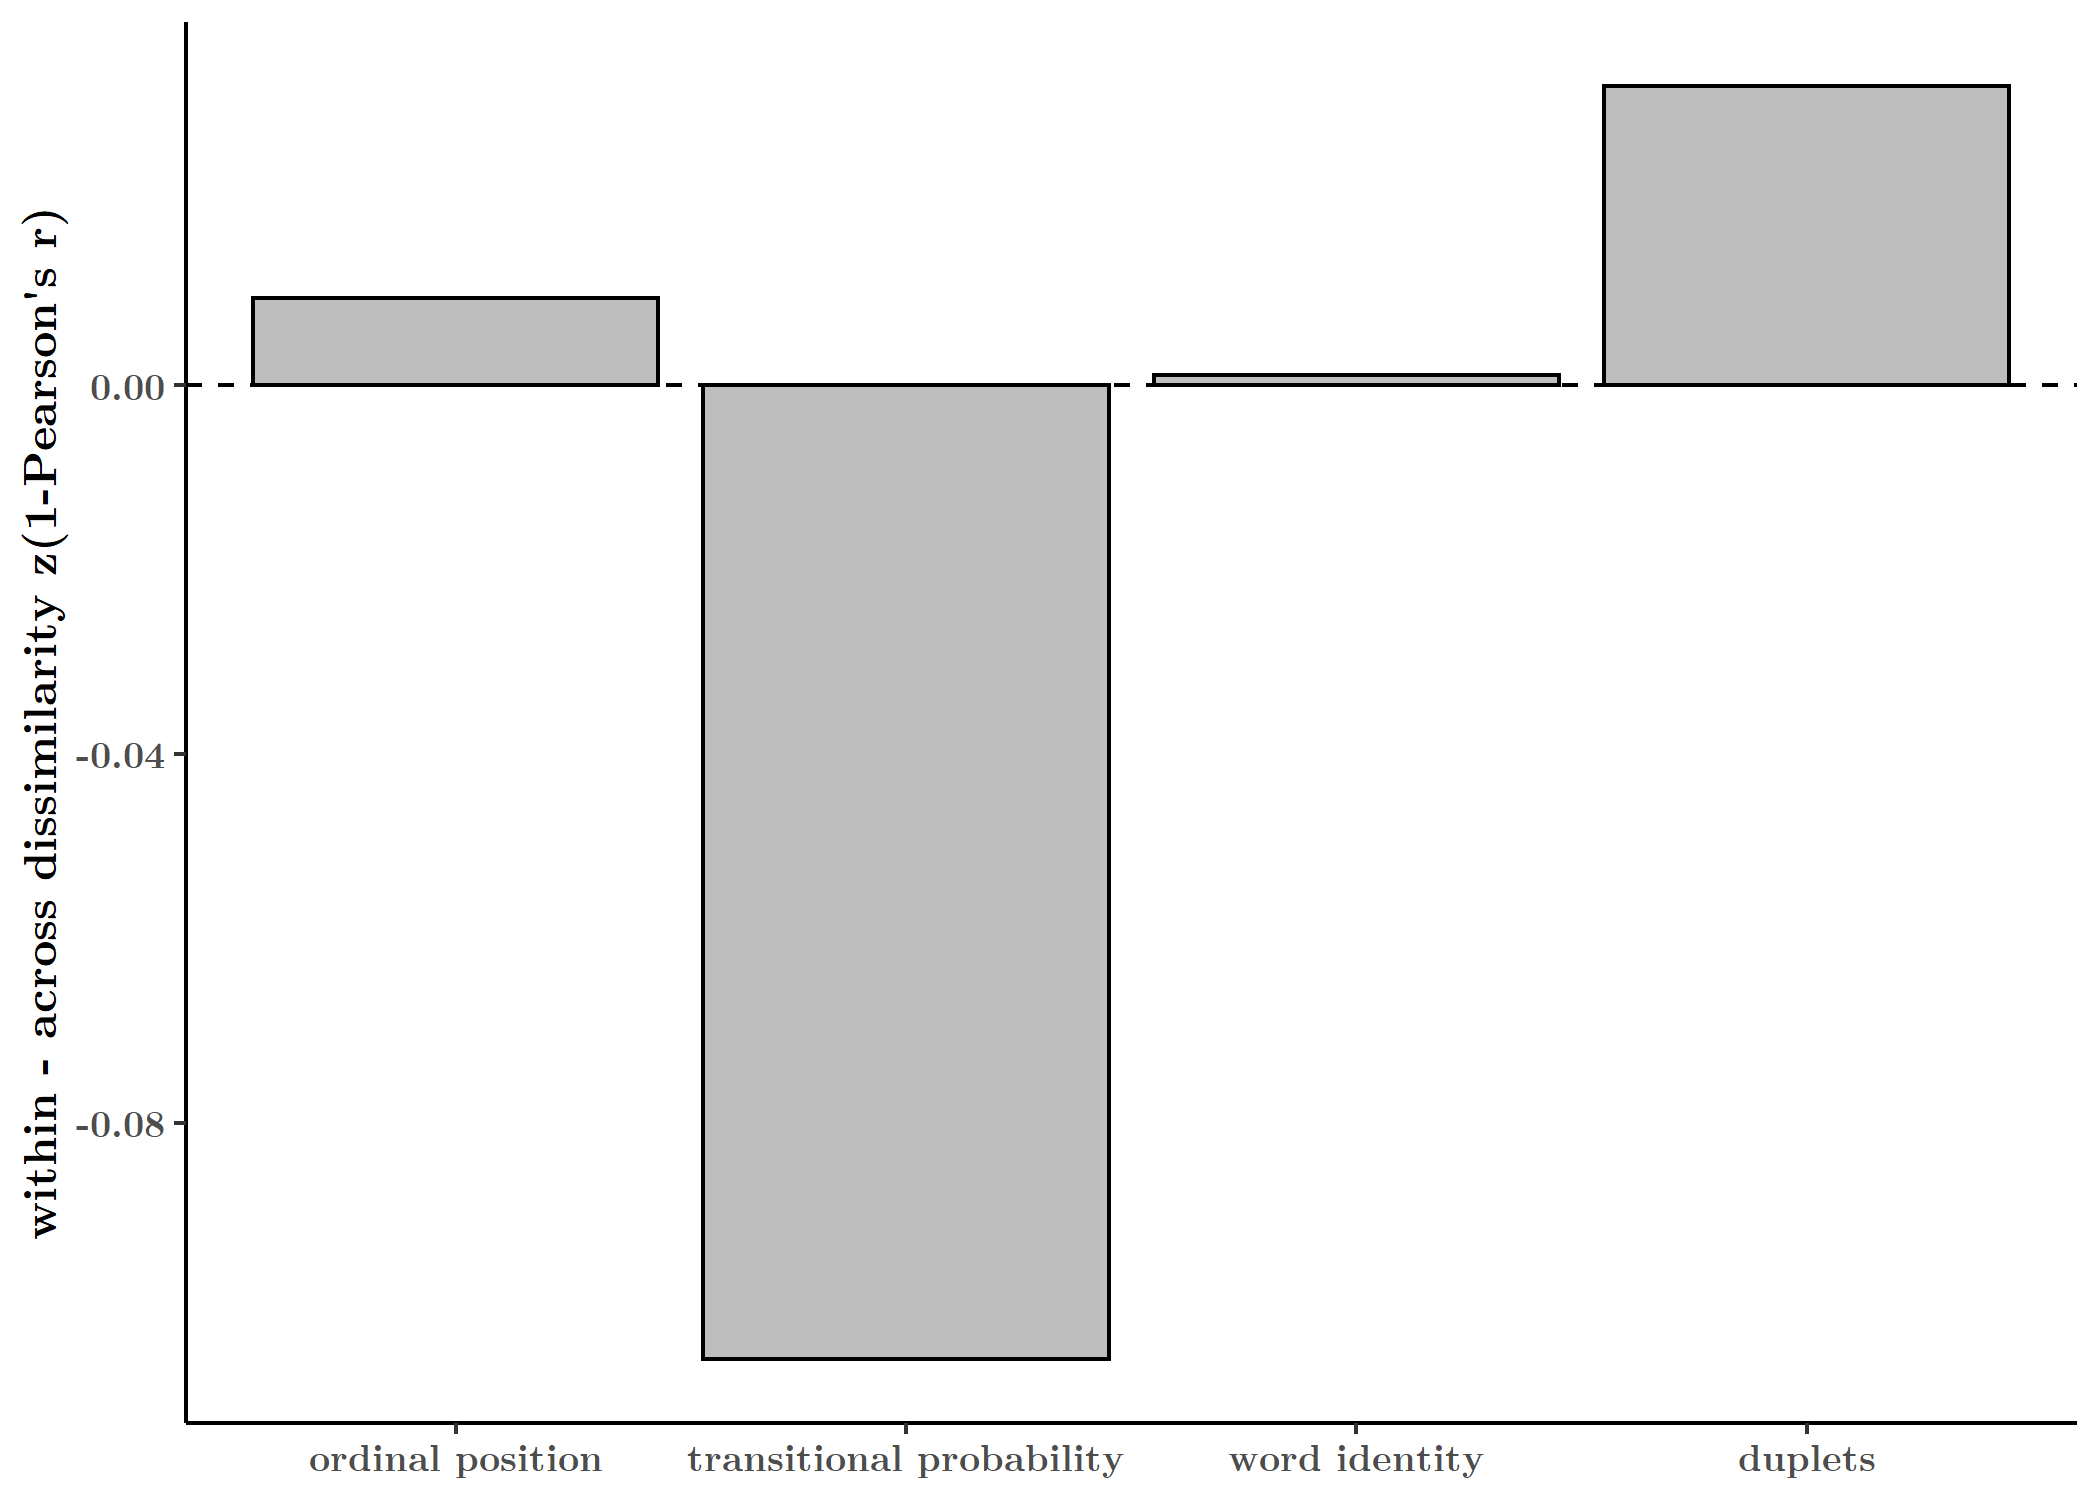 within - across dissimilarity z(1-Pearson's r)
0.00
-0.04
-0.08
ordinal position
transitional probability
word identity
duplets